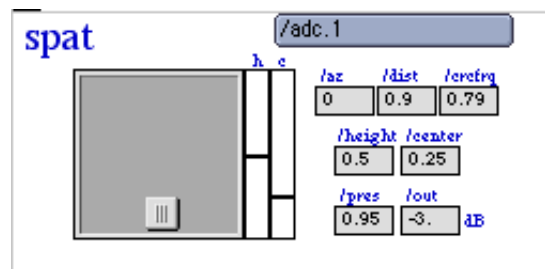 spat
/adc.1
h c
/az /dist /crcfrq
0 0.9 0.79
/height /center
0.5 0.25
/pres /out
0.95 -3. dB